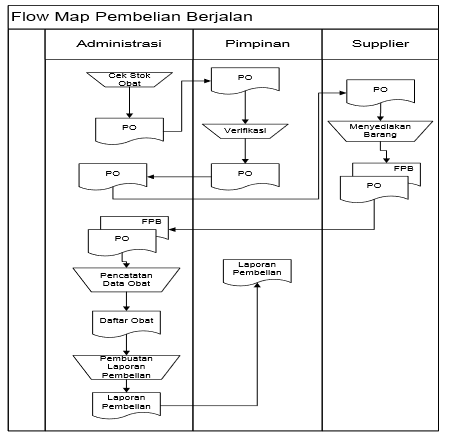 Flow Map Pembelian Berjalan
Administrasi
Pimpinan
Supplier
Cek Stok
Obat
PO
PO
Verifikasi
PO
PO
PO
Menyediakan
Barang
FPB
PO
FPB
PO
Pencatatan
Data Obat
Daftar Obat
Pembuatan
Laporan
Pembelian
Laporan
Pembelian
Laporan
Pembelian